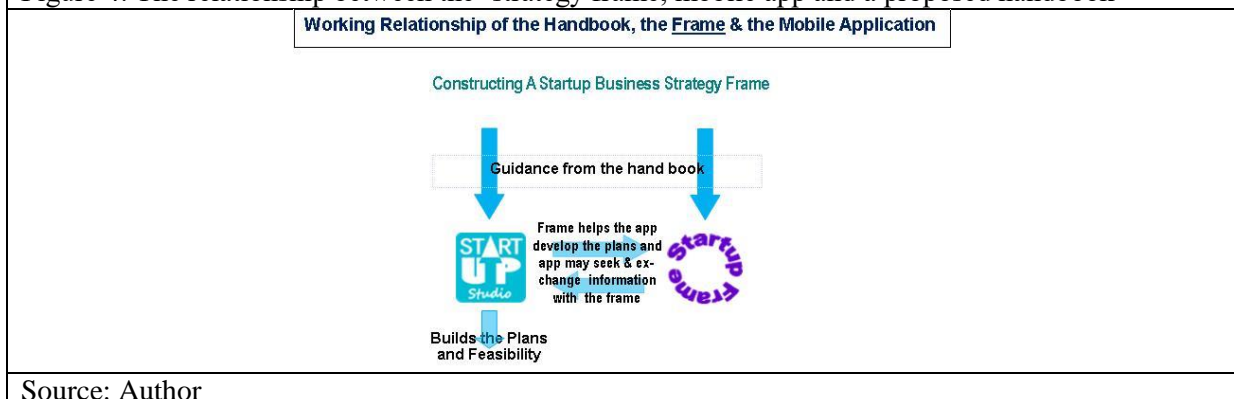 Working Relationship of the Handbook, the Frame & the Mobile Application
Constructing A Startup Business Strategy Frame
Guidance from the hand book
START
UP
Studio
Frame helps the app
develop the plans and
app may seek & ex-
change information
with the frame
Startup Frame
Builds the Plans
and Feasibility
Source: Author